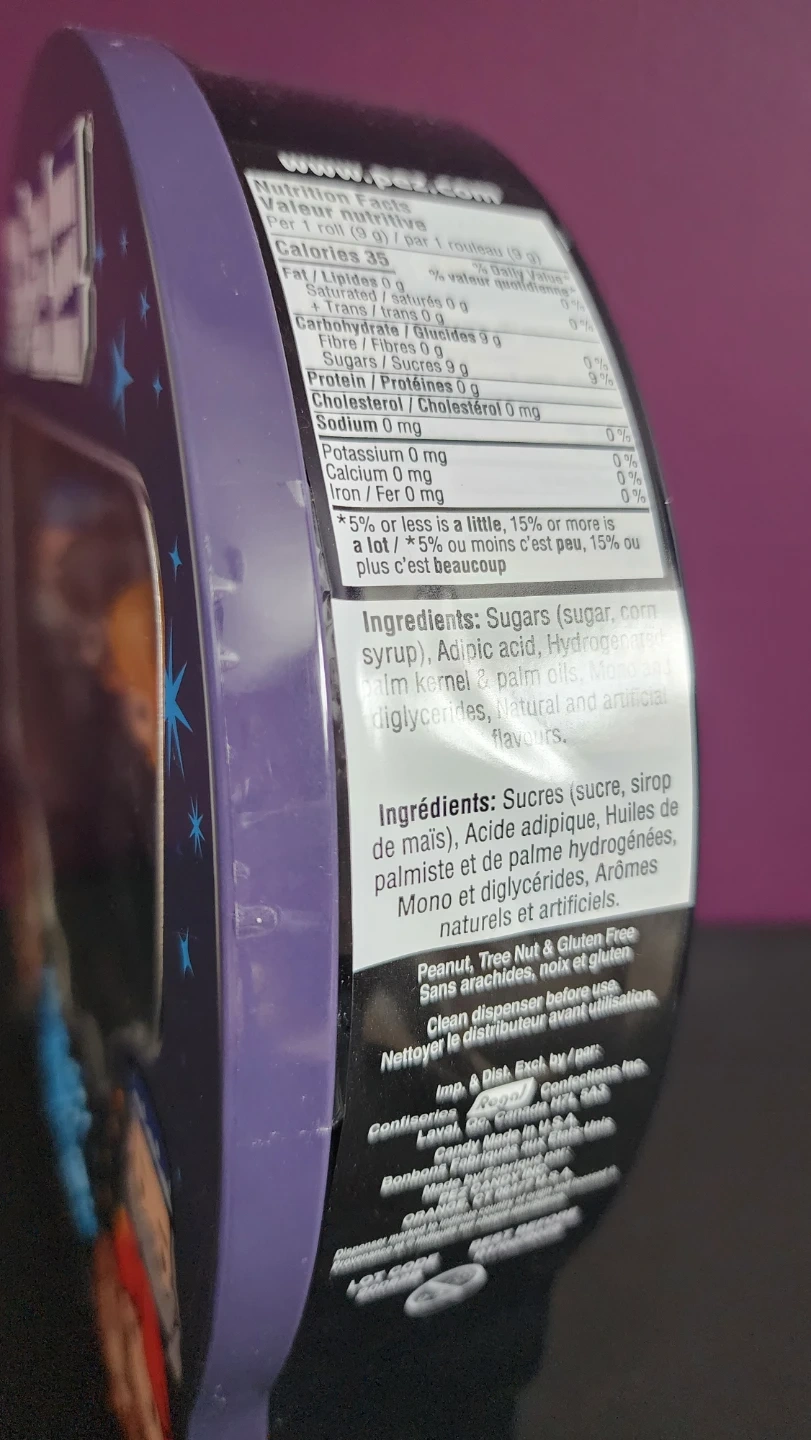 www.pez.com
Nutrition Facts
Valeur nutritive
Per 1 roll (9 g) / par 1 rouleau (9 g)
Calories 35
% Daily Value*
% valeur quotidienne*
Fat / Lipides 0 g 0 %
Saturated / saturés 0 g
+ Trans / trans 0 g 0 %
Carbohydrate / Glucides 9 g
Fibre / Fibres 0 g 0 %
Sugars / Sucres 9 g 9 %
Protein / Protéines 0 g
Cholesterol / Cholestérol 0 mg
Sodium 0 mg 0 %
Potassium 0 mg 0 %
Calcium 0 mg 0 %
Iron / Fer 0 mg 0 %
*5% or less is a little, 15% or more is
a lot / *5% ou moins c'est peu, 15% ou
plus c'est beaucoup
Ingredients: Sugars (sugar, corn
syrup), Adipic acid, Hydrogenated
palm kernel & palm oils, Mono and
diglycerides, Natural and artificial
flavours.
Ingrédients: Sucres (sucre, sirop
de maïs), Acide adipique, Huiles de
palmiste et de palme hydrogénées,
Mono et diglycérides, Arômes
naturels et artificiels.
Peanut, Tree Nut & Gluten Free
Sans arachides, noix et gluten
Clean dispenser before use.
Nettoyer le distributeur avant utilisation.
Imp. & Dist. Excl. by / par:
Confiseries Regal Confections Inc.
Laval, Qc, Canada H7L 6A5
Candy Made in U.S.A.